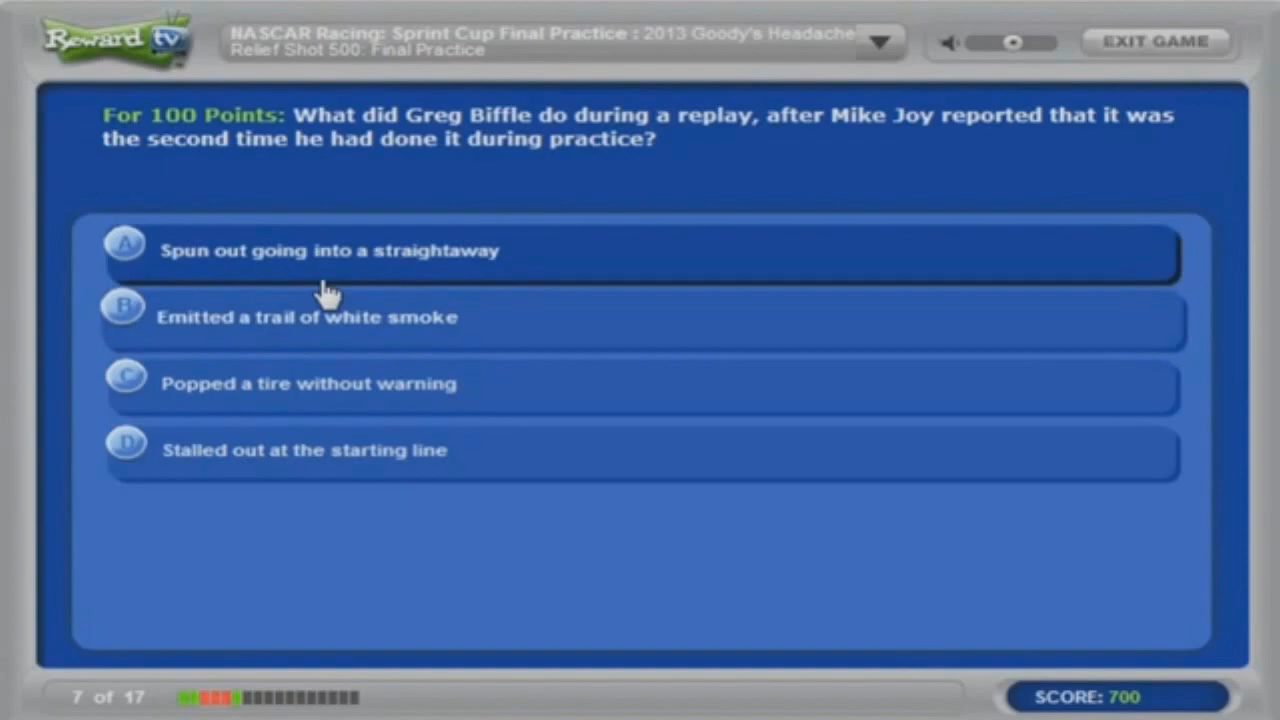 Reward tv
NASCAR Racing: Sprint Cup Final Practice : 2013 Goody's Headache
Relief Shot 500: Final Practice
EXIT GAME
For 100 Points: What did Greg Biffle do during a replay, after Mike Joy reported that it was
the second time he had done it during practice?
A Spun out going into a straightaway
B Emitted a trail of white smoke
C Popped a tire without warning
D Stalled out at the starting line
7 of 17
SCORE: 700